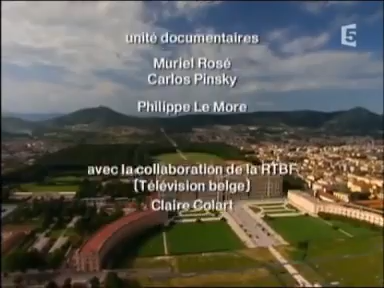 unité documentaires
5
Muriel Rosé
Carlos Pinsky
Philippe Le More
avec la collaboration de la RTBF
(Télévision belge)
Claire Colart